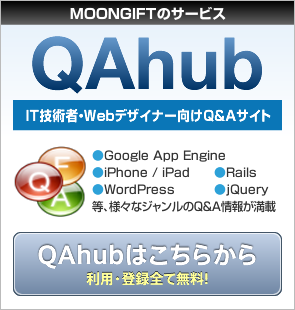 MOONGIFTのサービス
QAhub
IT技術者・Webデザイナー向けQ&Aサイト
F
Q
A
●Google App Engine
●iPhone / iPad ●Rails
●WordPress ●jQuery
等、様々なジャンルのQ&A情報が満載
QAhubはこちらから
利用・登録全て無料!